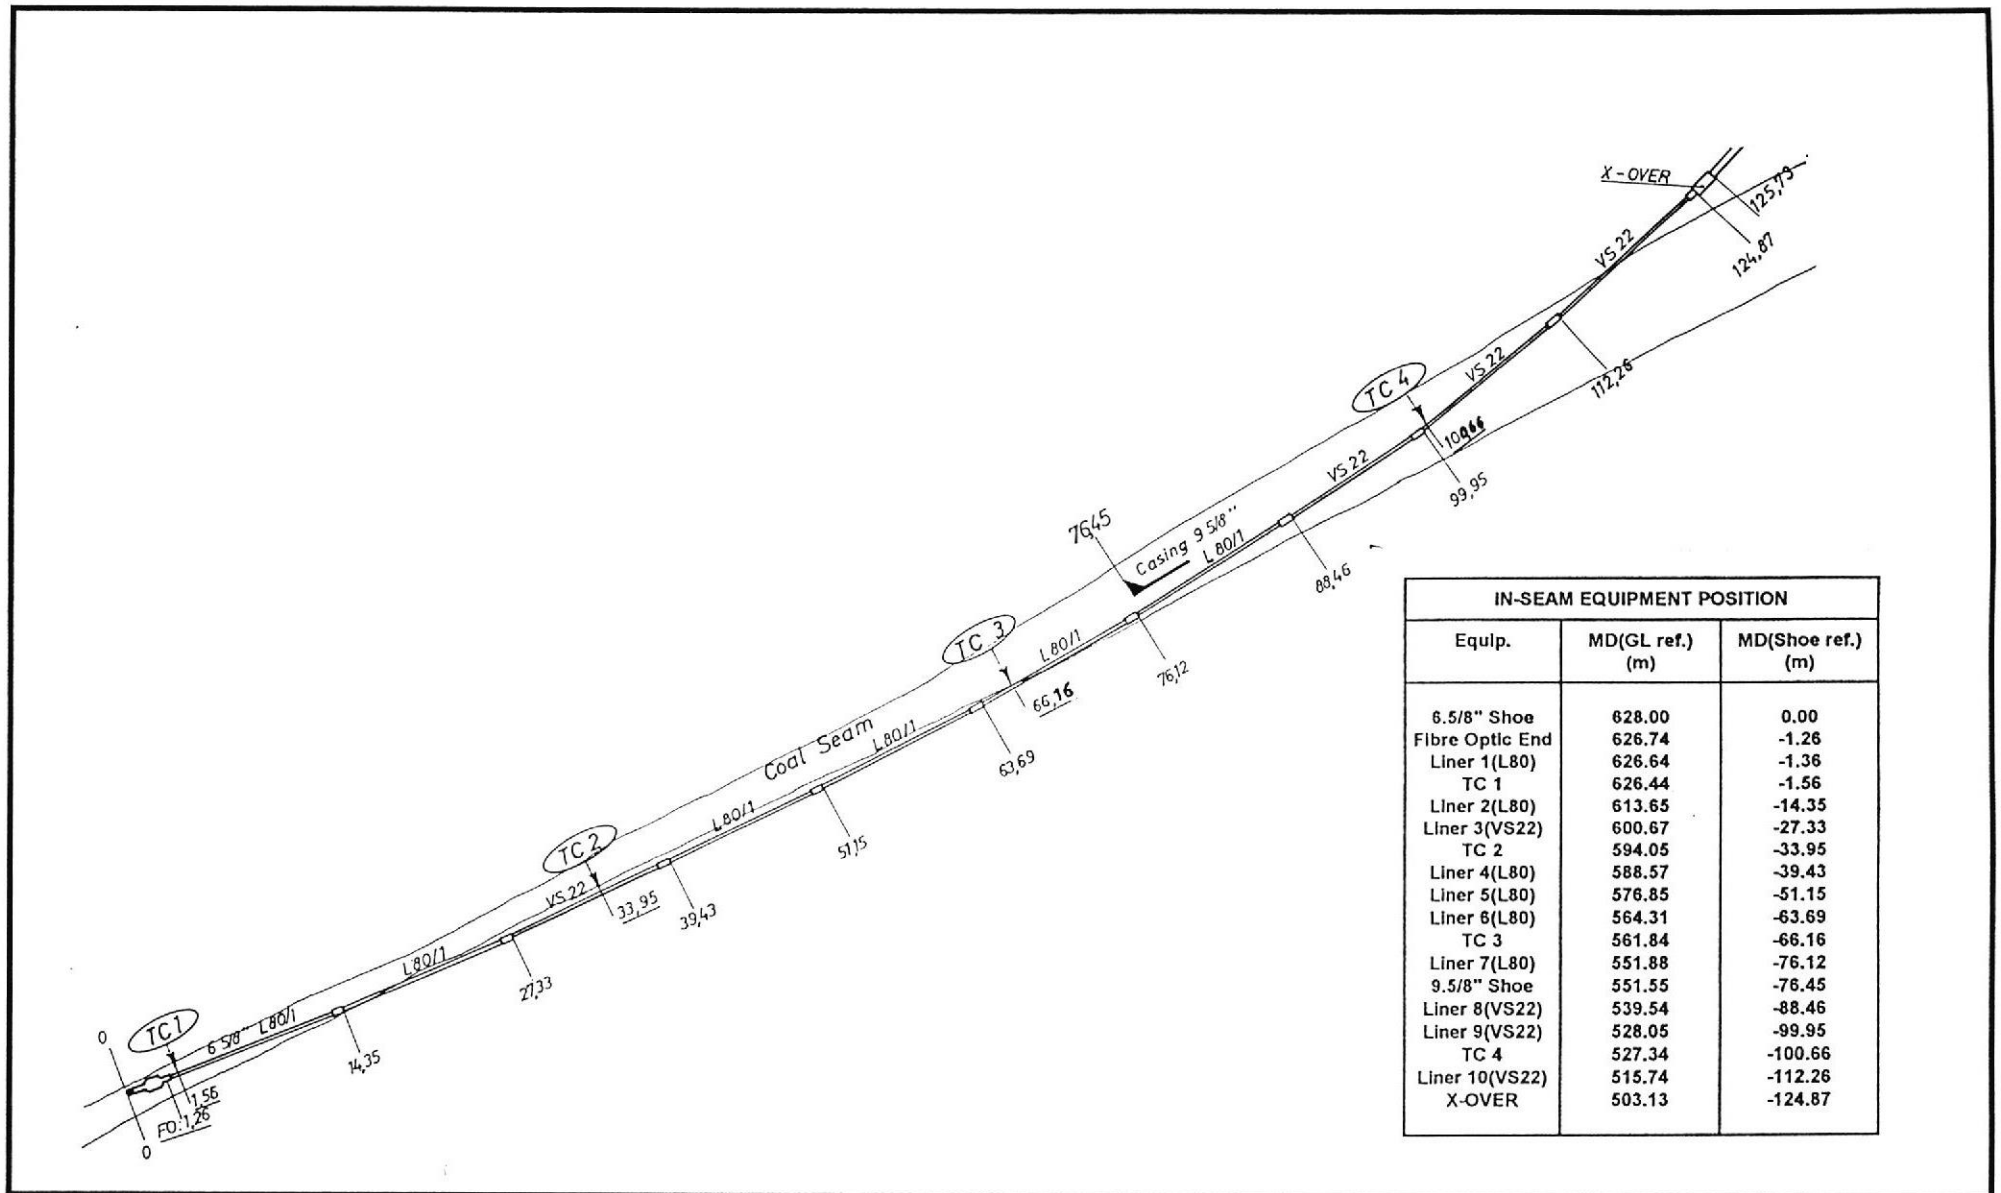 X-OVER
125,73
124,87
VS 22
112,26
VS 22
TC 4
100,66
99,95
VS 22
76,45
Casing 9 5/8"
L 80/1
88,46
TC 3
L 80/1
76,12
66,16
63,69
Coal Seam
L80/1
51,15
L80/1
TC 2
VS 22
33,95
39,43
L80/1
27,33
0
TC1
6 5/8" L80/1
14,35
1,56
FO:1,26
0
IN-SEAM EQUIPMENT POSITION
Equip. MD(GL ref.) MD(Shoe ref.)
(m) (m)
6.5/8" Shoe 628.00 0.00
Fibre Optic End 626.74 -1.26
Liner 1(L80) 626.64 -1.36
TC 1 626.44 -1.56
Liner 2(L80) 613.65 -14.35
Liner 3(VS22) 600.67 -27.33
TC 2 594.05 -33.95
Liner 4(L80) 588.57 -39.43
Liner 5(L80) 576.85 -51.15
Liner 6(L80) 564.31 -63.69
TC 3 561.84 -66.16
Liner 7(L80) 551.88 -76.12
9.5/8" Shoe 551.55 -76.45
Liner 8(VS22) 539.54 -88.46
Liner 9(VS22) 528.05 -99.95
TC 4 527.34 -100.66
Liner 10(VS22) 515.74 -112.26
X-OVER 503.13 -124.87